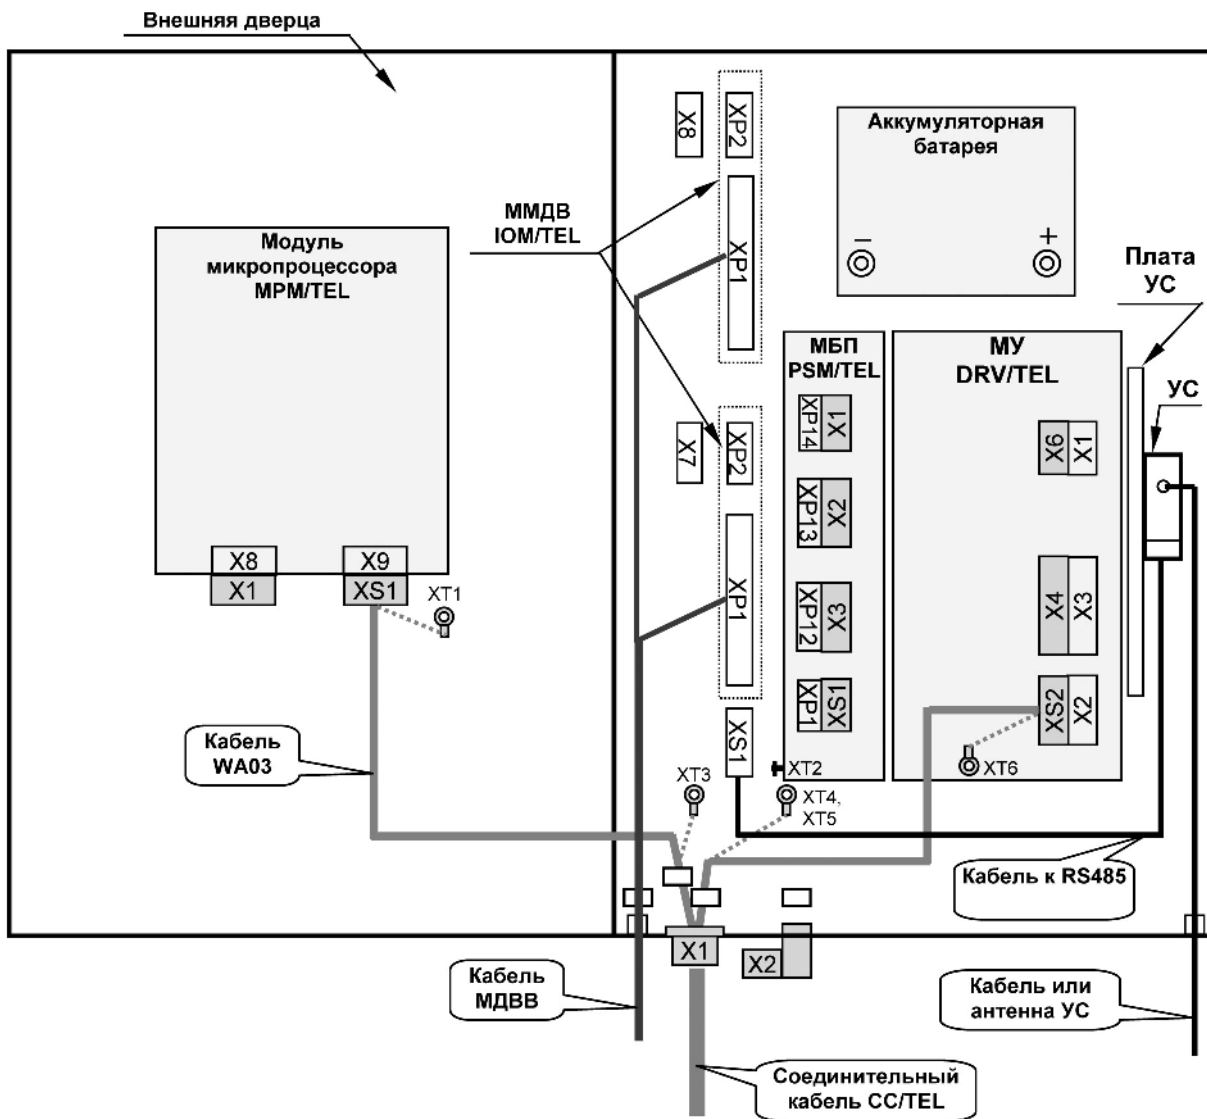 Внешняя дверца
X8
XP2
Аккумуляторная
батарея
ММДВ
IOM/TEL
XP1
–
+
Модуль
микропроцессора
MPM/TEL
Плата
УС
МБП
PSM/TEL
МУ
DRV/TEL
УС
XP14
X1
X6
X1
X7
XP2
XP13
X2
X8
X9
X1
XS1
XT1
XP1
XP12
X3
X4
X3
XP1
XS1
XS2
X2
Кабель
WA03
XS1
XT3
XT2
XT6
XT4,
XT5
Кабель к RS485
X1
X2
Кабель
МДВВ
Кабель или
антенна УС
Соединительный
кабель CC/TEL